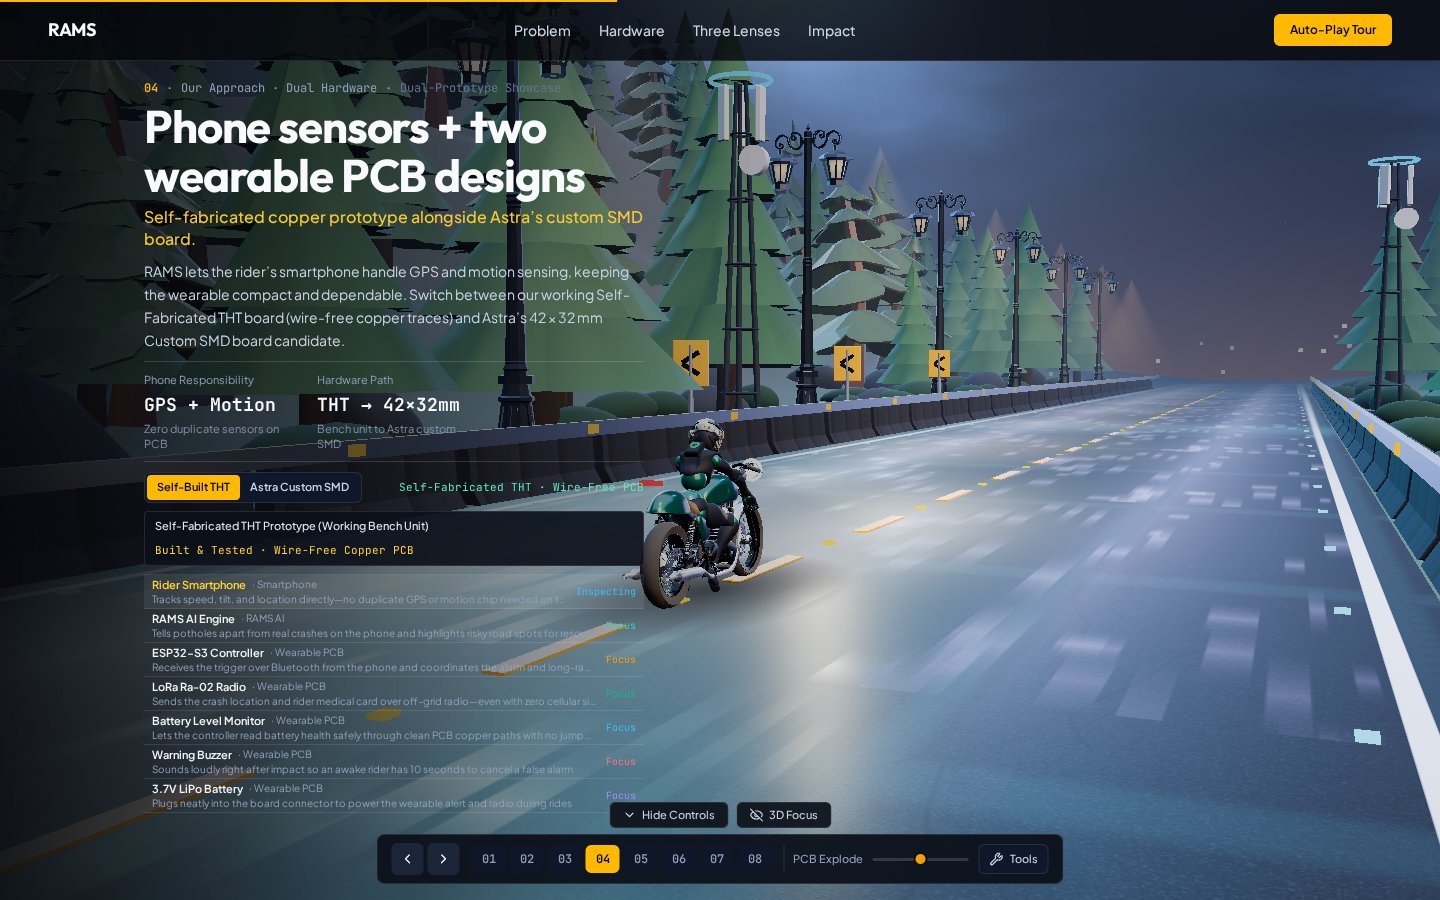 RAMS
Problem
Hardware
Three Lenses
Impact
Auto-Play Tour
04 · Our Approach · Dual Hardware · Dual-Prototype Showcase
Phone sensors + two
wearable PCB designs
Self-fabricated copper prototype alongside Astra's custom SMD
board.
RAMS lets the rider's smartphone handle GPS and motion sensing, keeping
the wearable compact and dependable. Switch between our working Self-
Fabricated THT board (wire-free copper traces) and Astra's 42 × 32 mm
Custom SMD board candidate.
Phone Responsibility
GPS + Motion
Zero duplicate sensors on
PCB
Hardware Path
THT → 42×32mm
Bench unit to Astra custom
SMD
Self-Built THT
Astra Custom SMD
Self-Fabricated THT · Wire-Free PCB
Self-Fabricated THT Prototype (Working Bench Unit)
Built & Tested · Wire-Free Copper PCB
Rider Smartphone · Smartphone
Tracks speed, tilt, and location directly—no duplicate GPS or motion chip needed on t...
Inspecting
RAMS AI Engine · RAMS AI
Tells potholes apart from real crashes on the phone and highlights risky road spots for resc...
Focus
ESP32-S3 Controller · Wearable PCB
Receives the trigger over Bluetooth from the phone and coordinates the alarm and long-ra...
Focus
LoRa Ra-02 Radio · Wearable PCB
Sends the crash location and rider medical card over off-grid radio—even with zero cellular si...
Focus
Battery Level Monitor · Wearable PCB
Lets the controller read battery health safely through clean PCB copper paths with no jump...
Focus
Warning Buzzer · Wearable PCB
Sounds loudly right after impact so an awake rider has 10 seconds to cancel a false alarm
Focus
3.7V LiPo Battery · Wearable PCB
Plugs neatly into the board connector to power the wearable alert and radio during rides
Focus
Hide Controls
3D Focus
01
02
03
04
05
06
07
08
PCB Explode
Tools